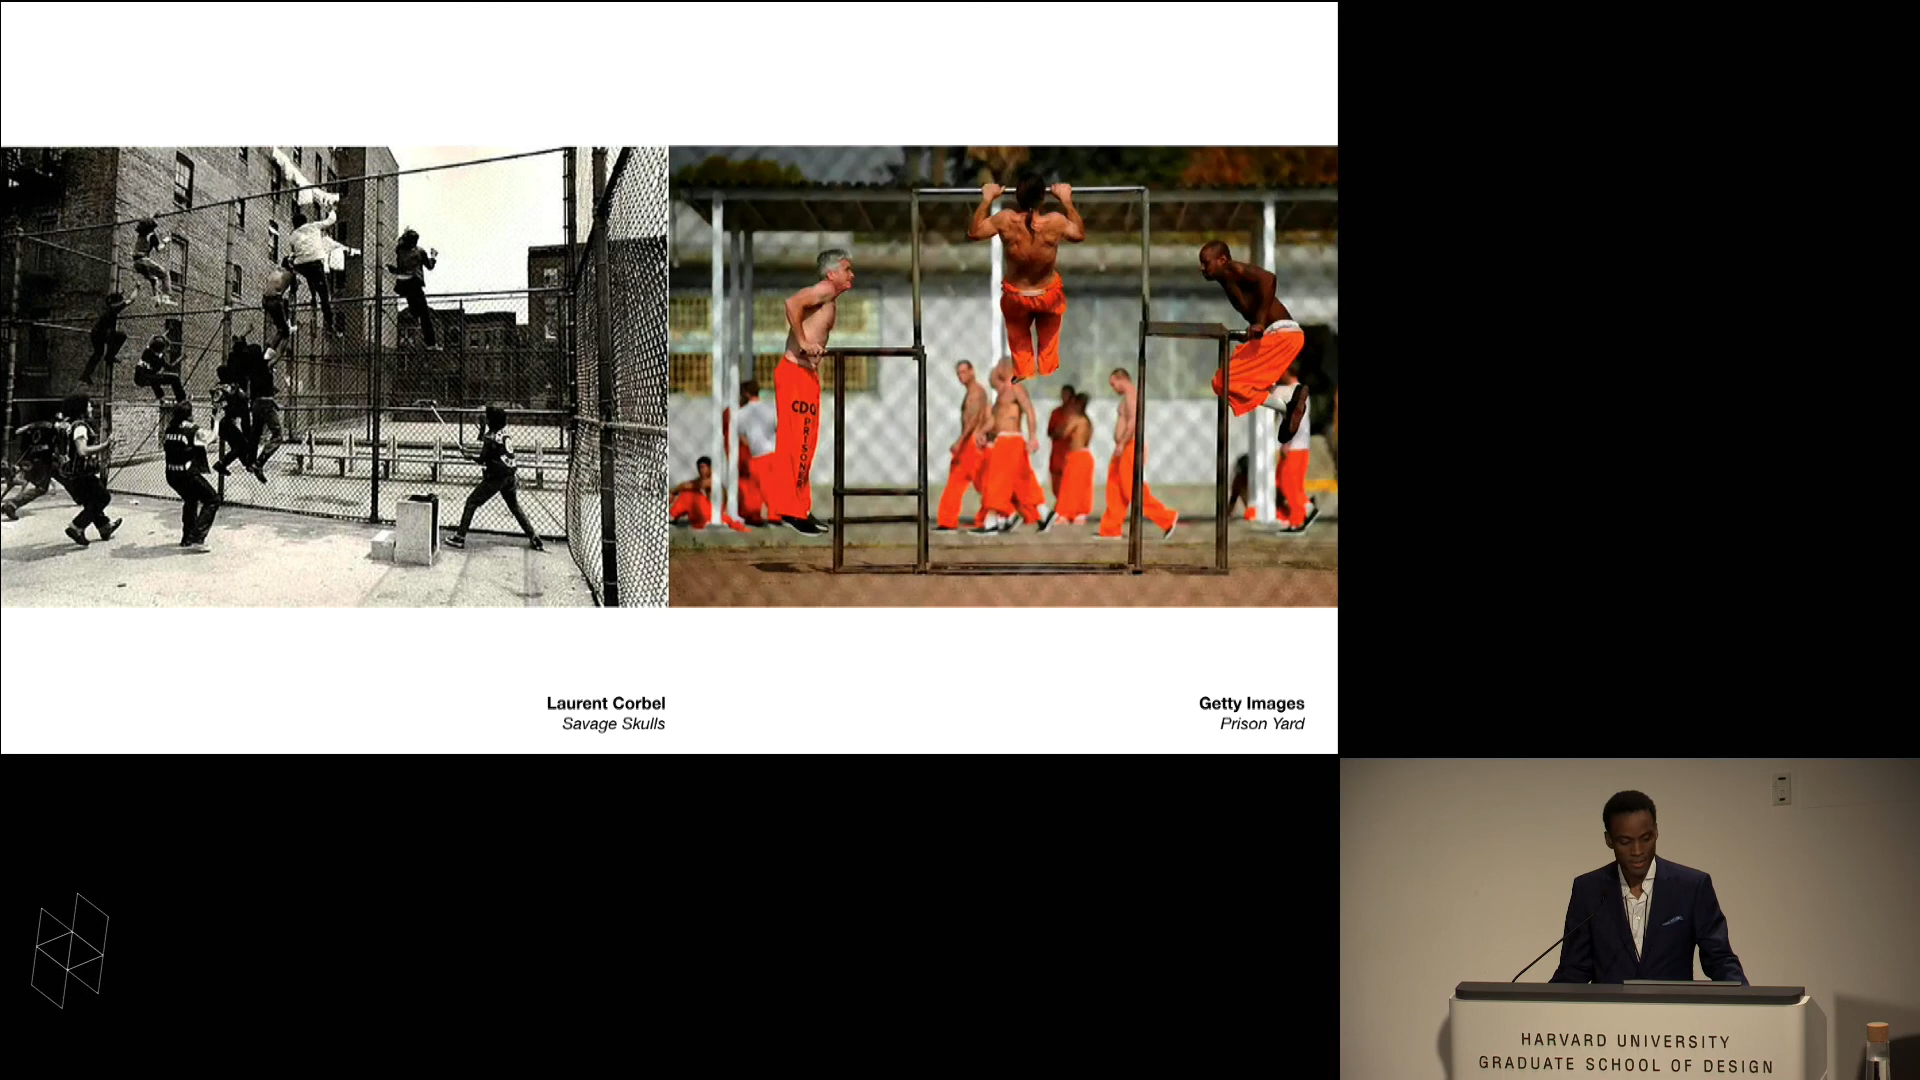 CDC
PRISONER
Laurent Corbel
Savage Skulls
Getty Images
Prison Yard
HARVARD UNIVERSITY
GRADUATE SCHOOL OF DESIGN